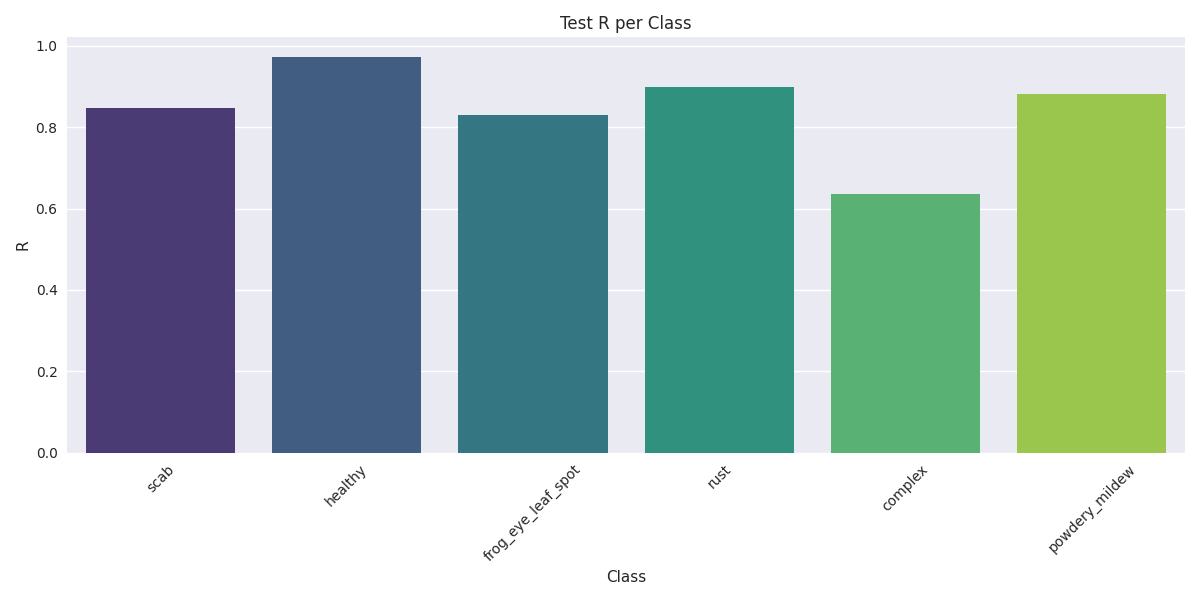 Test R per Class
1.0
0.8
0.6
0.4
0.2
0.0
R
scab
healthy
frog_eye_leaf_spot
rust
complex
powdery_mildew
Class